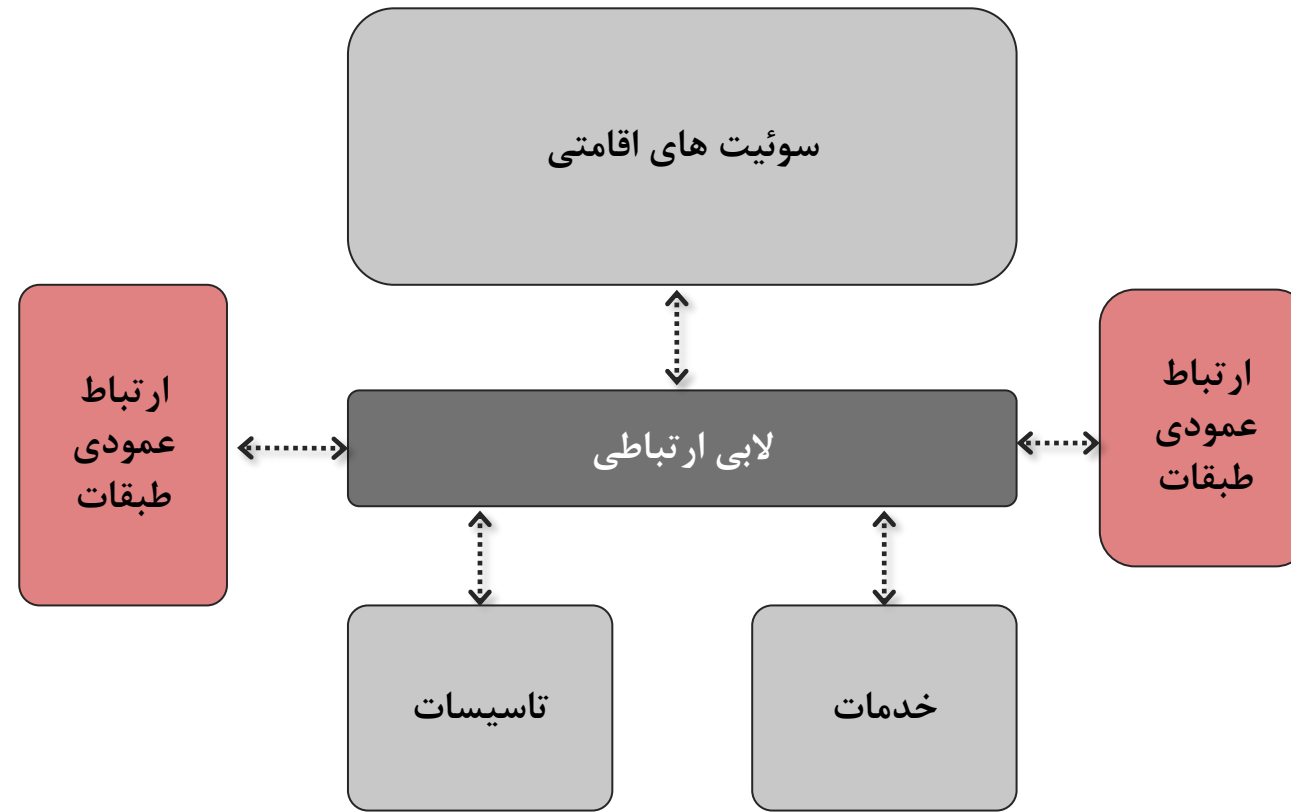 سوئیت های اقامتی
ارتباط
عمودی
طبقات
لابی ارتباطی
ارتباط
عمودی
طبقات
خدمات
تاسیسات